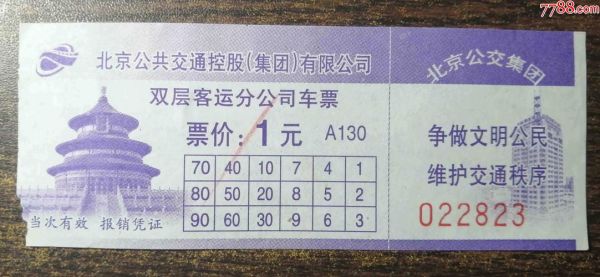 7788.com
北京公共交通控股(集团)有限公司
双层客运分公司车票
票价:1元 A130
70 40 10 7 4 1
80 50 20 8 5 2
90 60 30 9 6 3
当次有效 报销凭证
北京公交集团
争做文明公民
维护交通秩序
022823